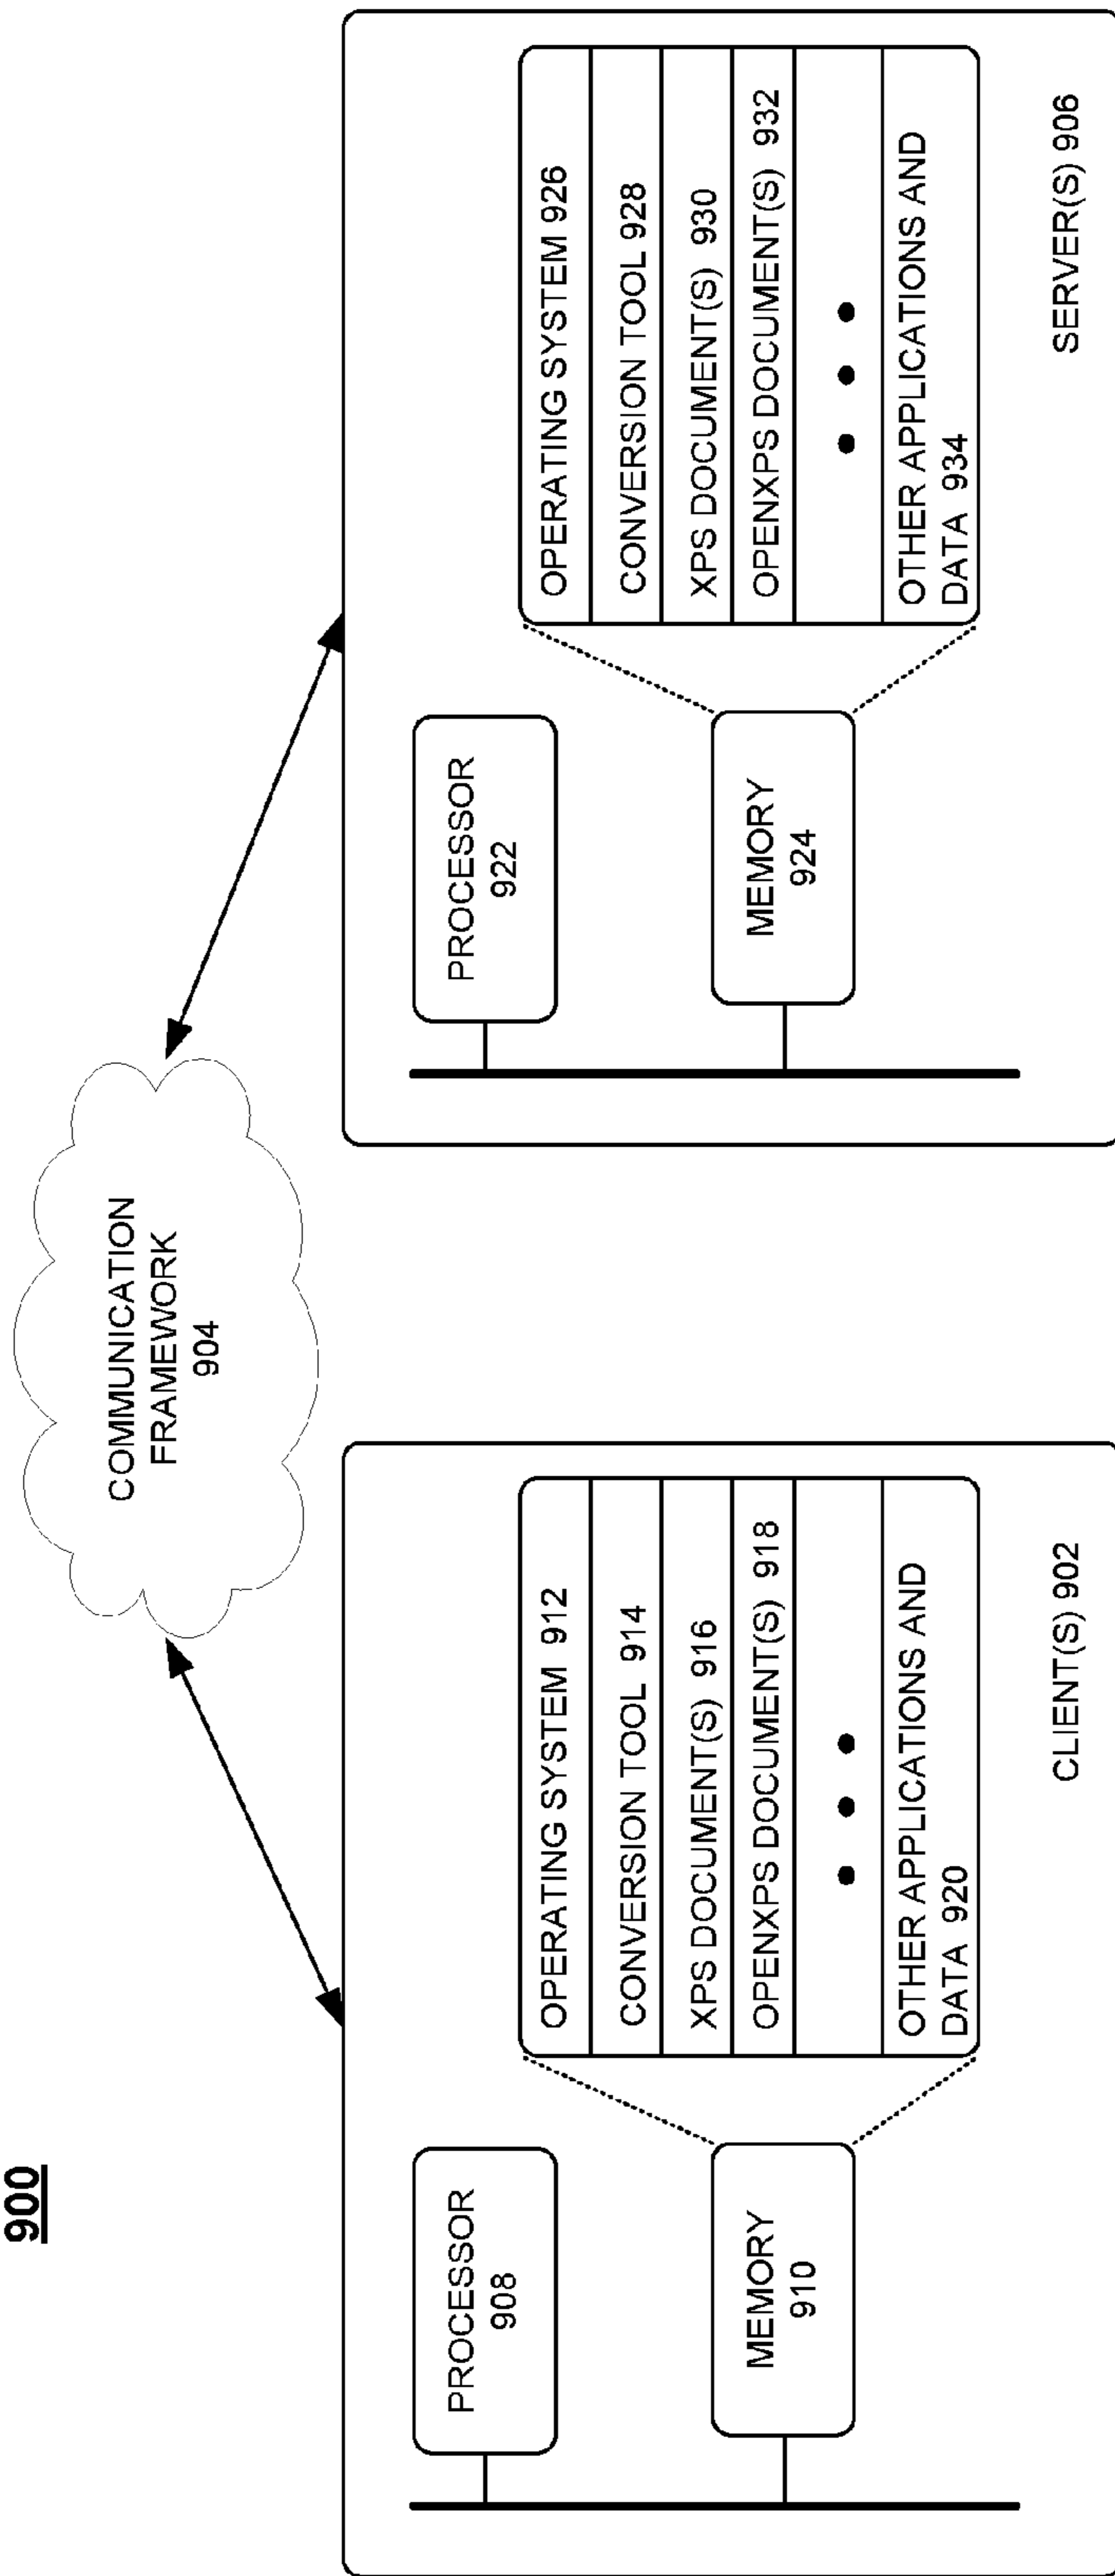 900
COMMUNICATION
FRAMEWORK
904
PROCESSOR
908
MEMORY
910
OPERATING SYSTEM 912
CONVERSION TOOL 914
XPS DOCUMENT(S) 916
OPENXPS DOCUMENT(S) 918
OTHER APPLICATIONS AND
DATA 920
CLIENT(S) 902
PROCESSOR
922
MEMORY
924
OPERATING SYSTEM 926
CONVERSION TOOL 928
XPS DOCUMENT(S) 930
OPENXPS DOCUMENT(S) 932
OTHER APPLICATIONS AND
DATA 934
SERVER(S) 906